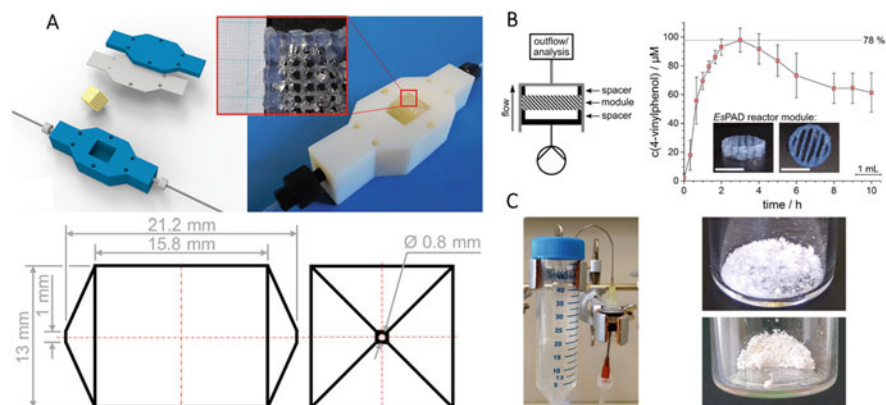 A
21.2 mm
15.8 mm
Ø 0.8 mm
1 mm
13 mm
B
outflow/
analysis
flow
spacer
module
spacer
c(4-vinylphenol) / µM
100
80
60
40
20
0
78 %
EsPAD reactor module:
1 mL
0 2 4 6 8 10
time / h
C
50